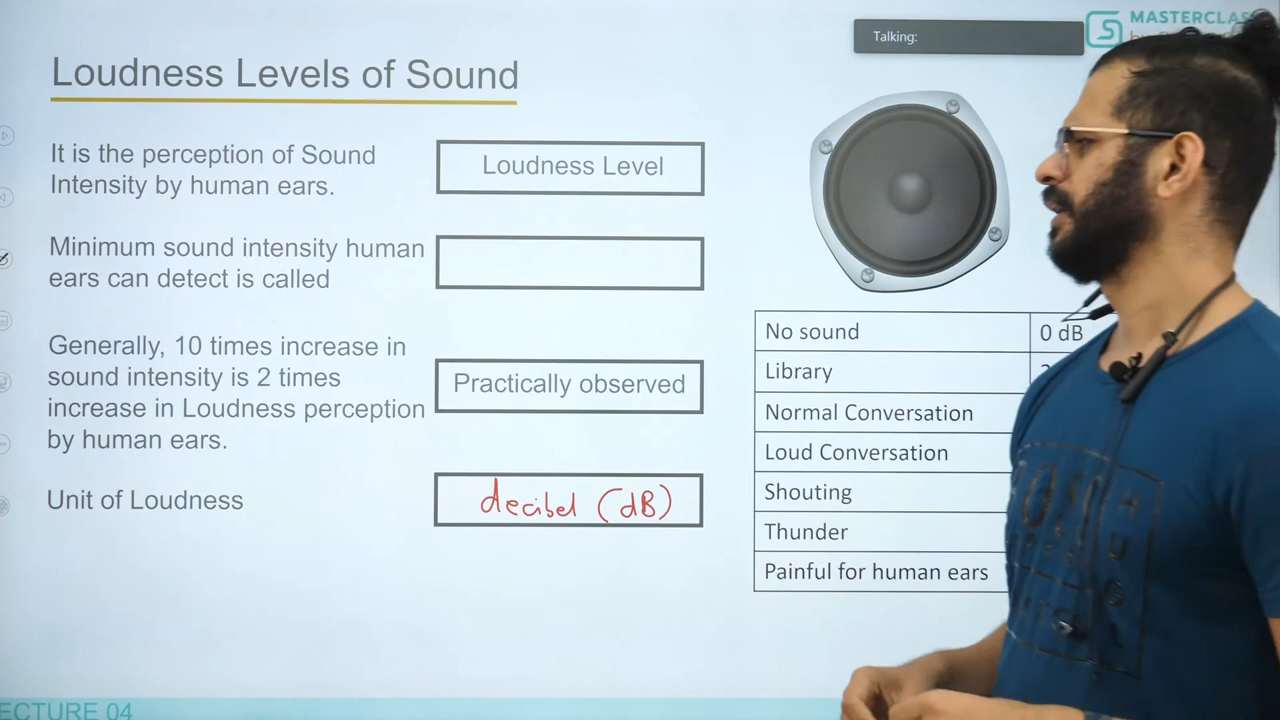 Talking:
MASTERCLAS
Loudness Levels of Sound
It is the perception of Sound
Intensity by human ears.
Loudness Level
Minimum sound intensity human
ears can detect is called
Generally, 10 times increase in
sound intensity is 2 times
increase in Loudness perception
by human ears.
Practically observed
Unit of Loudness
decibel (dB)
No sound 0 dB
Library
Normal Conversation
Loud Conversation
Shouting
Thunder
Painful for human ears
ECTURE 04